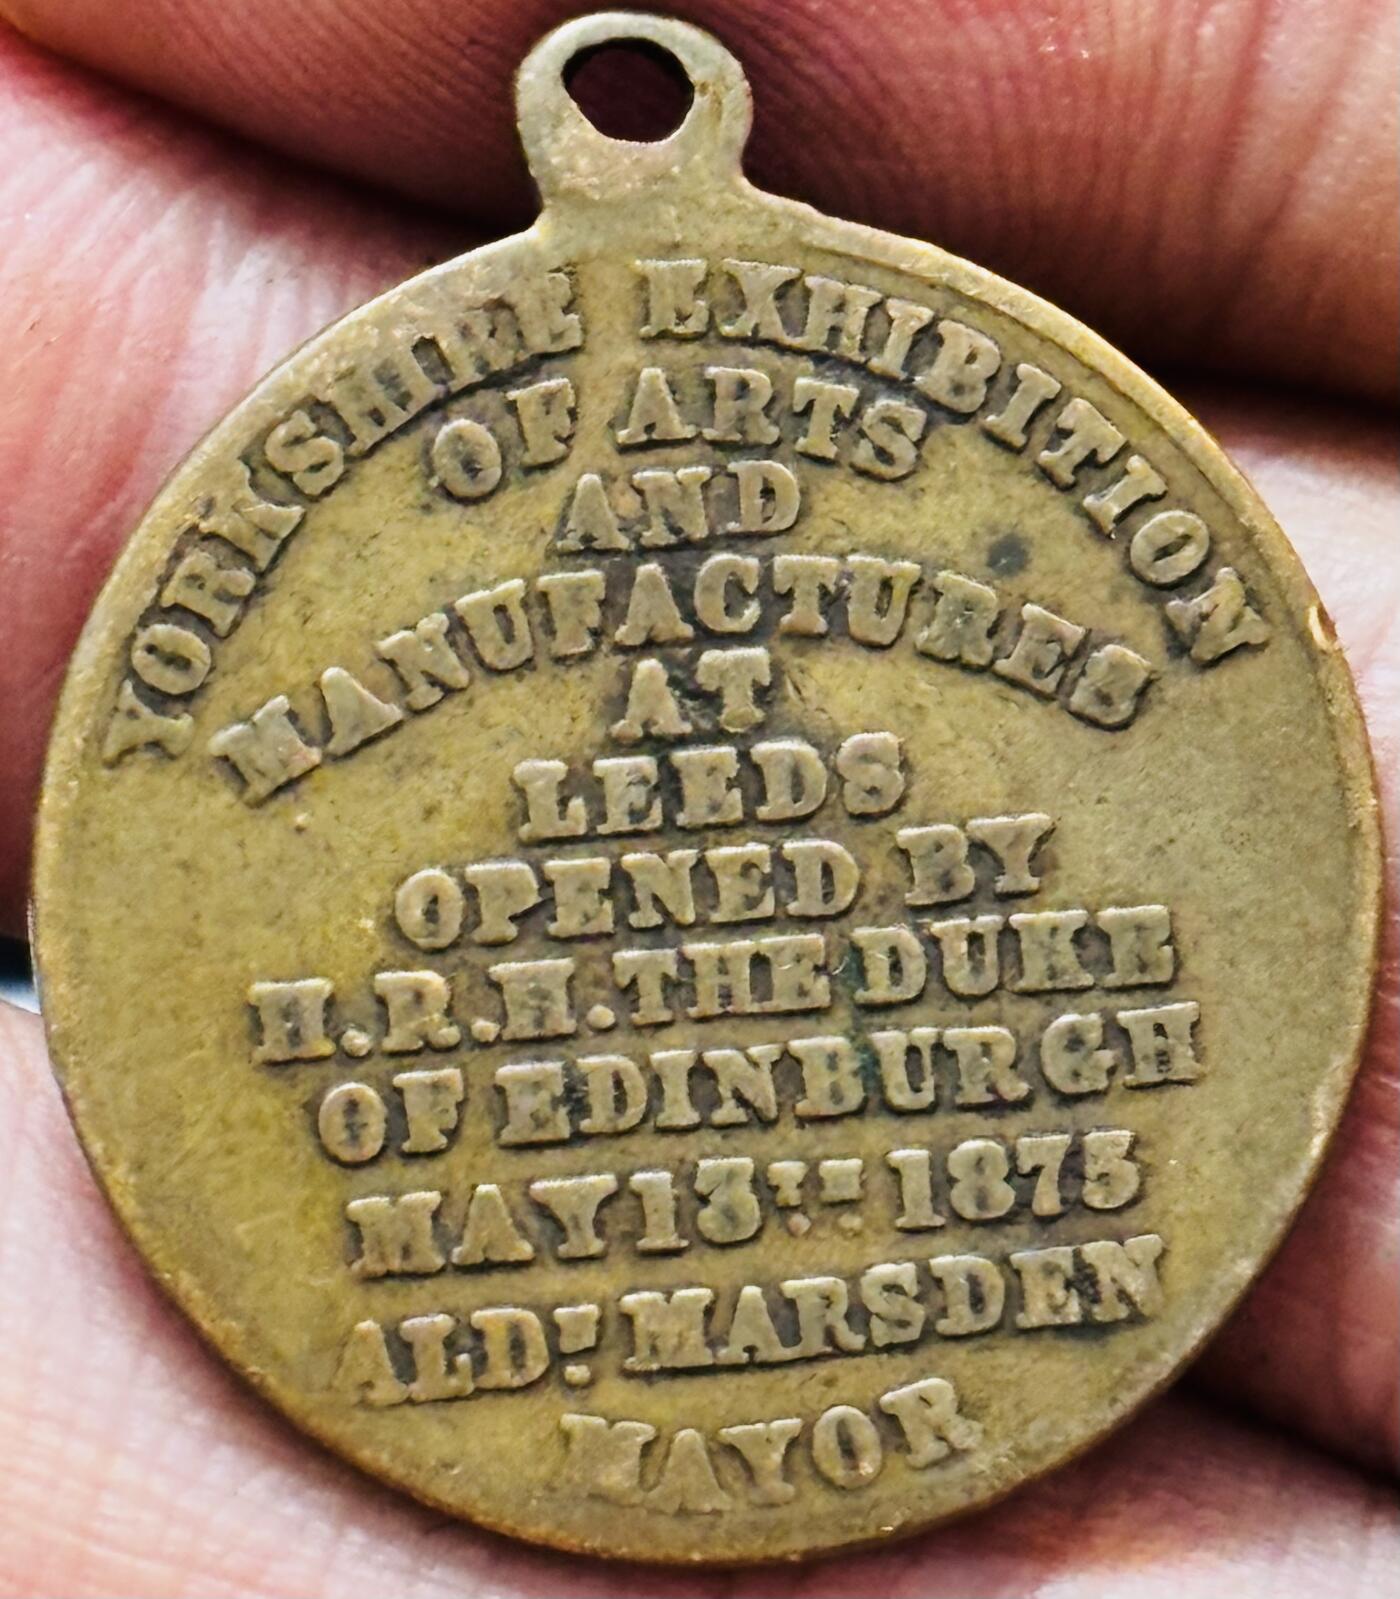 YORKSHIRE EXHIBITION
OF ARTS
AND
MANUFACTURES
AT
LEEDS
OPENED BY
H.R.H. THE DUKE
OF EDINBURGH
MAY 13TH 1875
ALDN MARSDEN
MAYOR